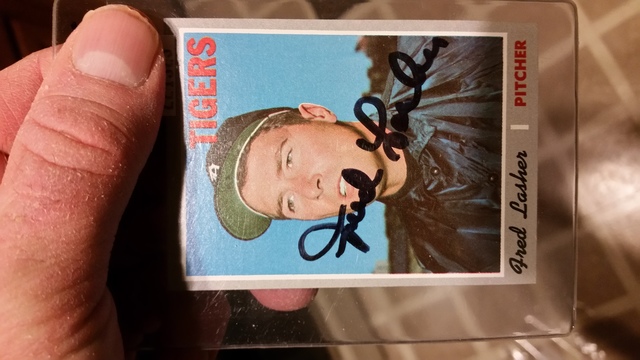 TIGERS
Fred Lasher
Fred Lasher | PITCHER